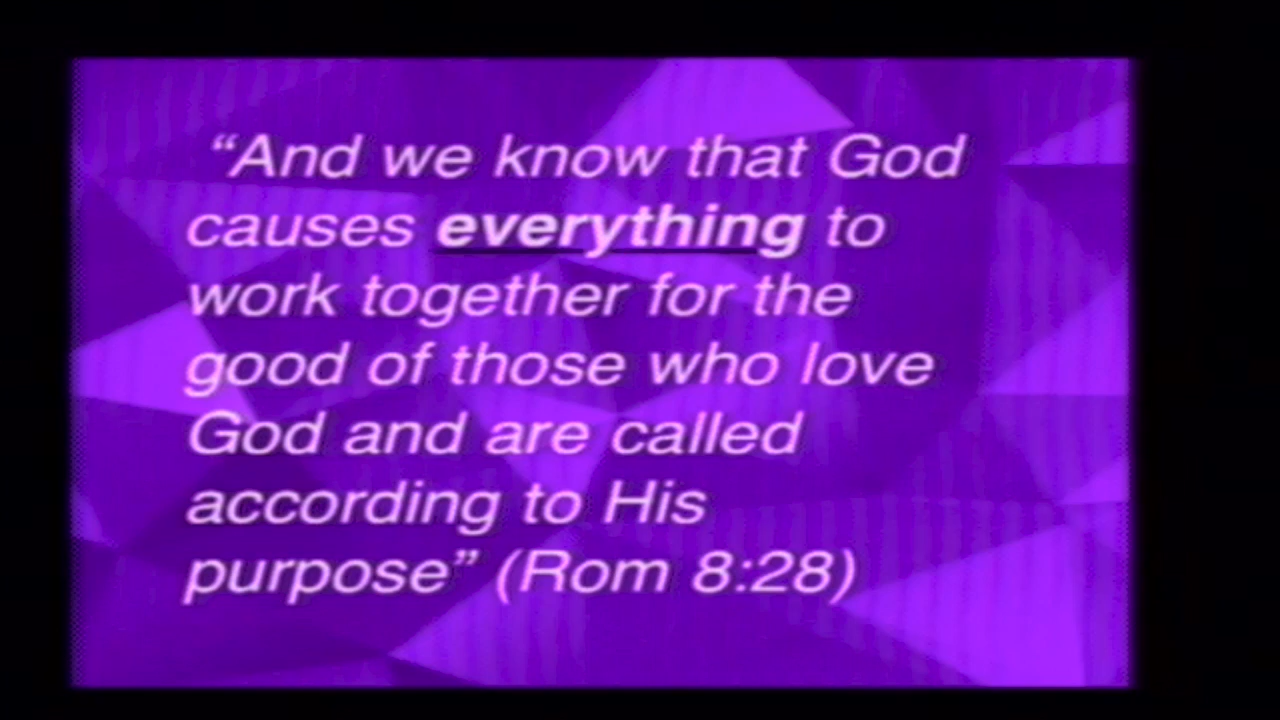 “And we know that God
causes everything to
work together for the
good of those who love
God and are called
according to His
purpose” (Rom 8:28)